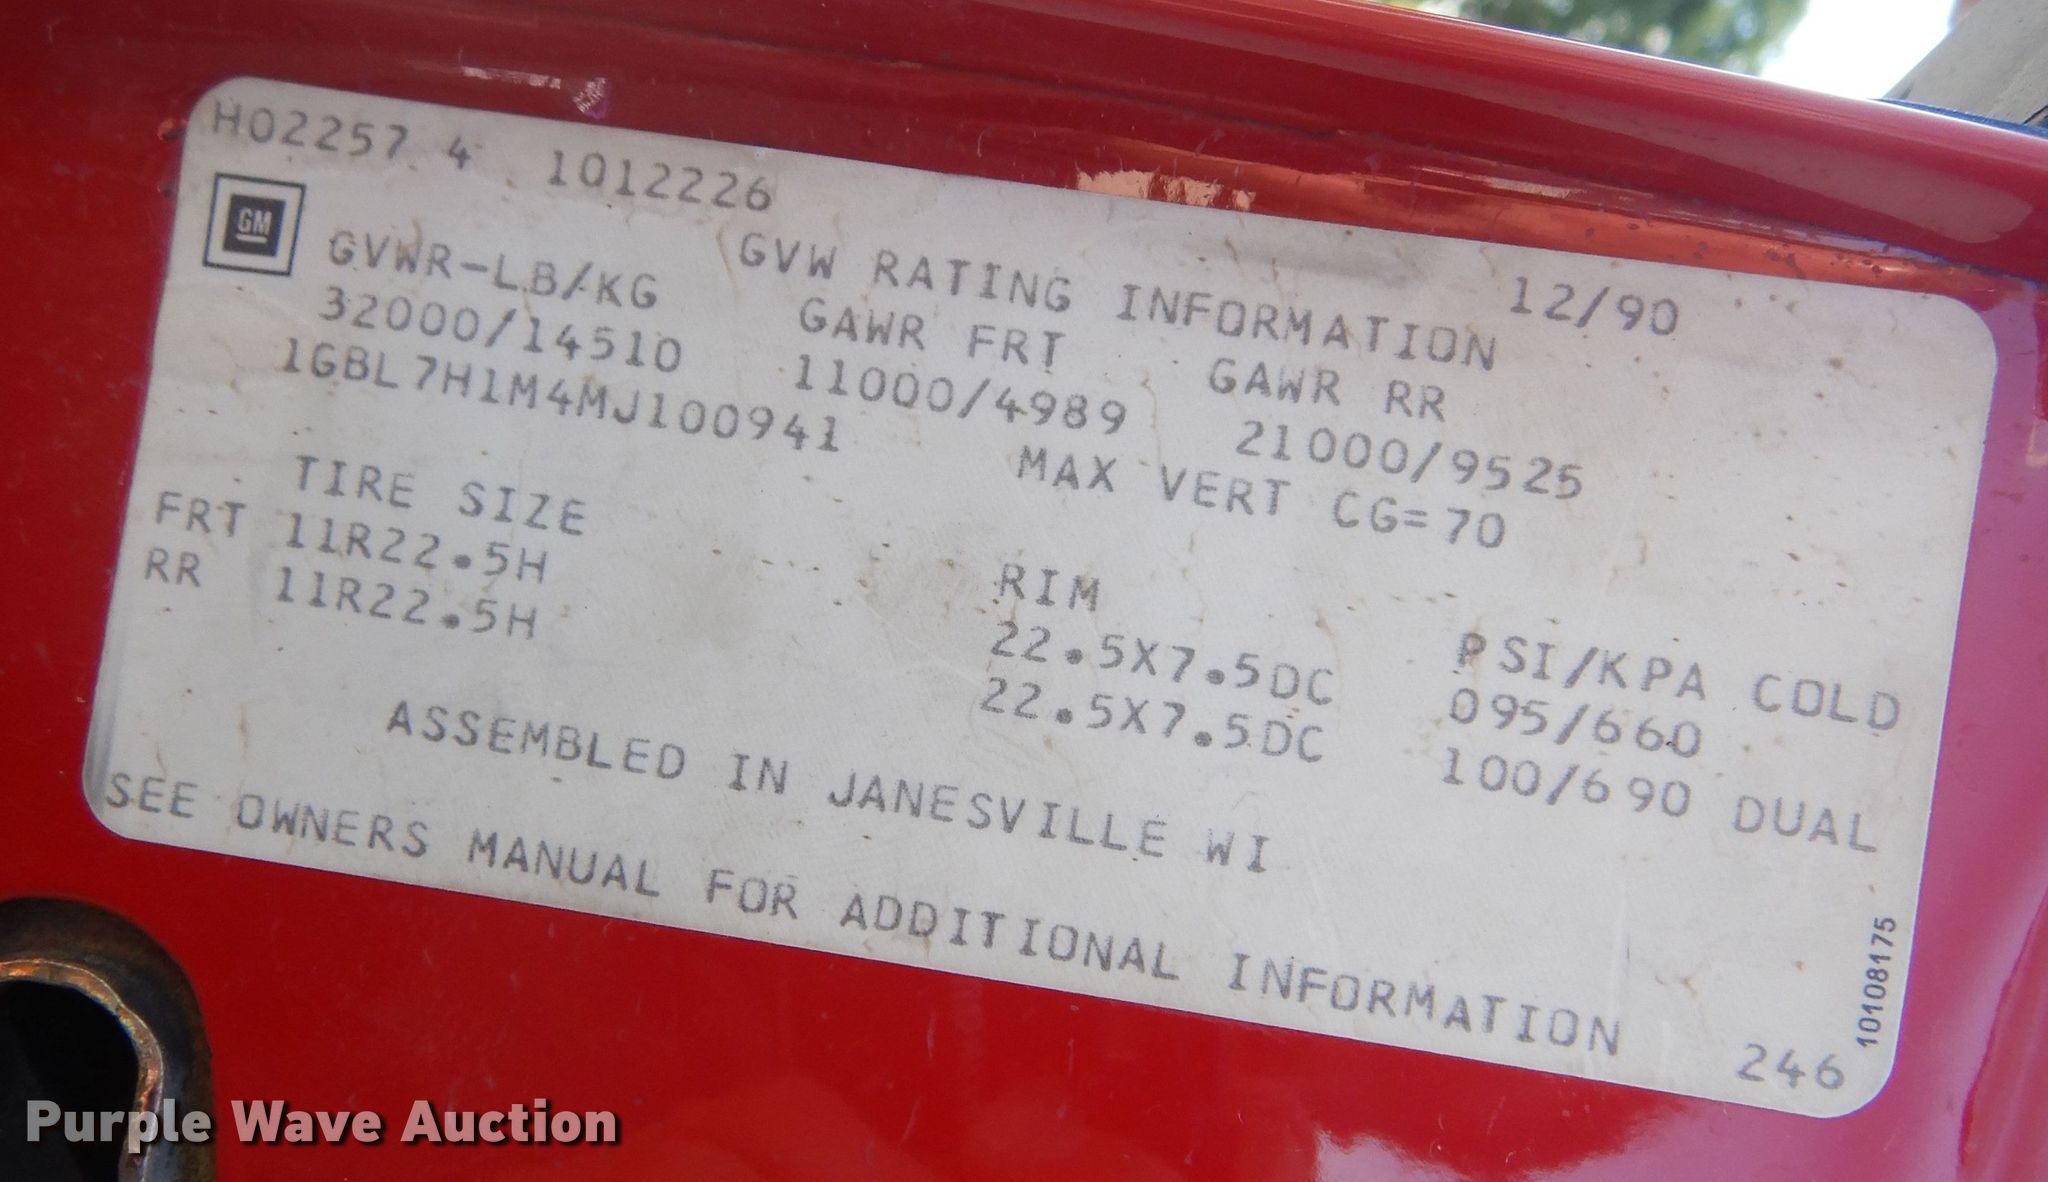 H02257 4 1012226
GM
GVW RATING INFORMATION 12/90
GVWR-LB/KG GAWR FRT GAWR RR
32000/14510 11000/4989 21000/9525
1GBL7H1M4MJ100941 MAX VERT CG=70
TIRE SIZE RIM PSI/KPA COLD
FRT 11R22.5H 22.5X7.5DC 095/660
RR 11R22.5H 22.5X7.5DC 100/690 DUAL
ASSEMBLED IN JANESVILLE WI
SEE OWNERS MANUAL FOR ADDITIONAL INFORMATION
246
10108175
Purple Wave Auction